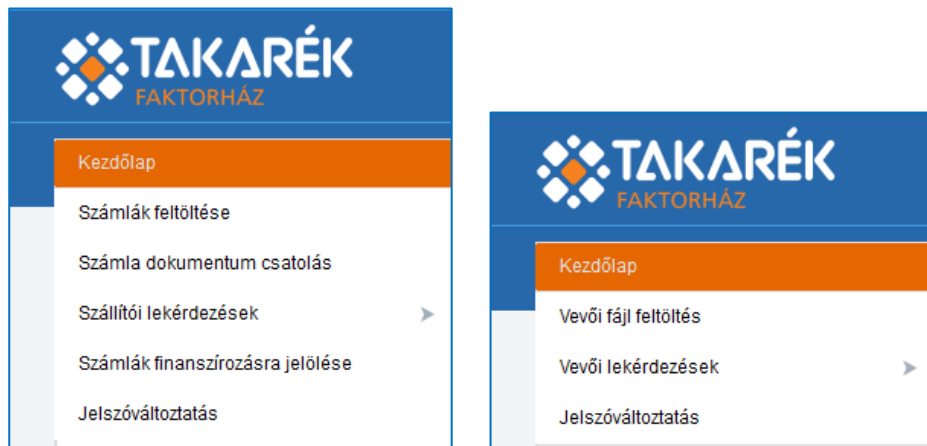 TAKARÉK
FAKTORHÁZ
Kezdőlap
Számlák feltöltése
Számla dokumentum csatolás
Szállítói lekérdezések
Számlák finanszírozásra jelölése
Jelszóváltoztatás
TAKARÉK
FAKTORHÁZ
Kezdőlap
Vevői fájl feltöltés
Vevői lekérdezések
Jelszóváltoztatás